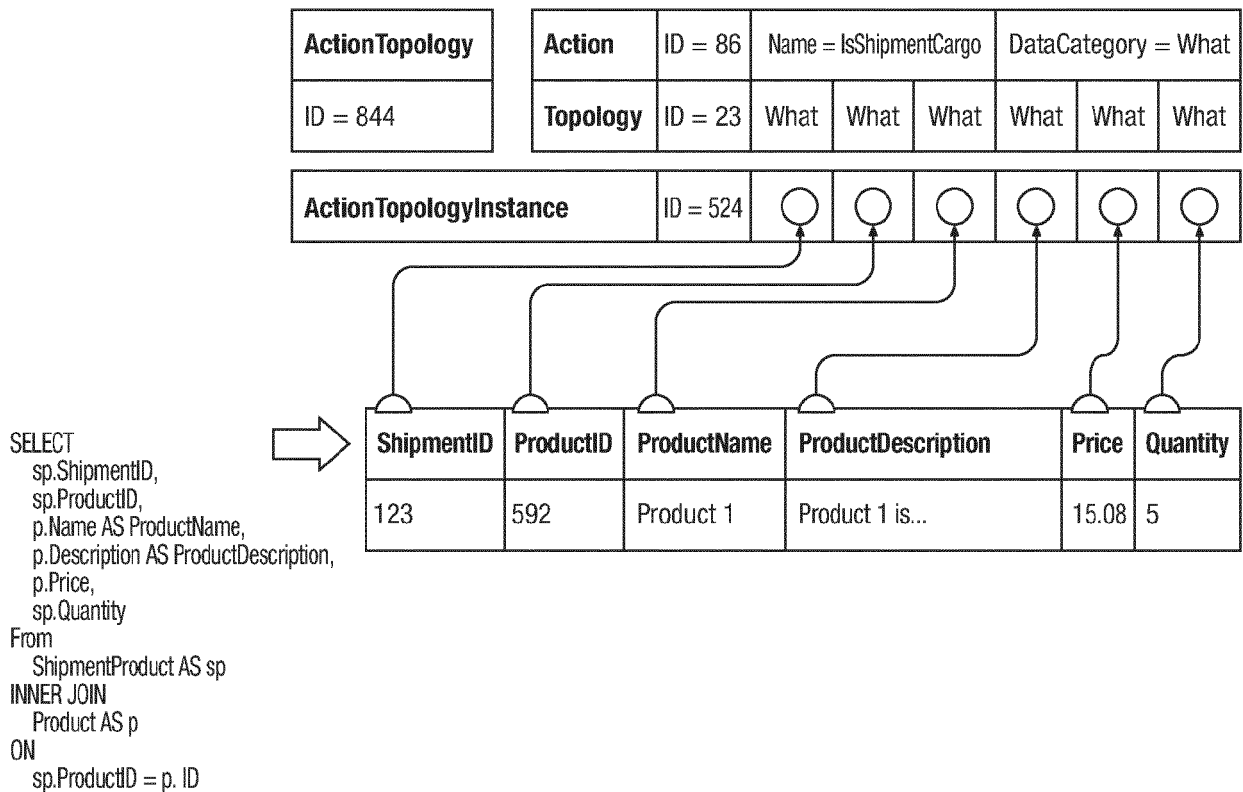 ActionTopology
Action ID = 86 Name = IsShipmentCargo DataCategory = What
ID = 844
Topology ID = 23 What What What What What What
ActionTopologyInstance ID = 524
ShipmentID ProductID ProductName ProductDescription Price Quantity
123 592 Product 1 Product 1 is... 15.08 5
SELECT
sp.ShipmentID,
sp.ProductID,
p.Name AS ProductName,
p.Description AS ProductDescription,
p.Price,
sp.Quantity
From
ShipmentProduct AS sp
INNER JOIN
Product AS p
ON
sp.ProductID = p. ID